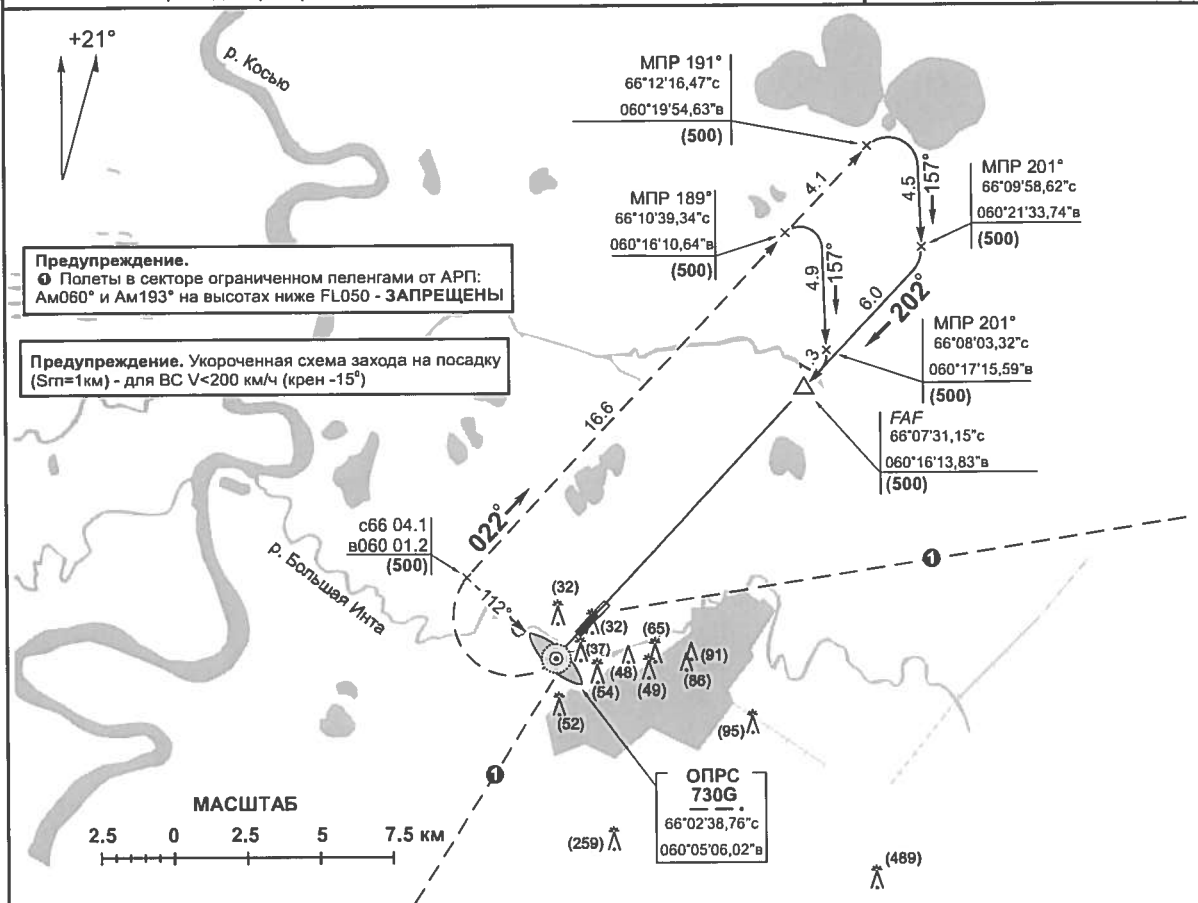 +21°
р. Косью
МПР 191°
66°12'16,47"с
060°19'54,63"в
(500)
МПР 201°
66°09'58,62"с
060°21'33,74"в
(500)
МПР 189°
66°10'39,34"с
060°16'10,64"в
(500)
4.1
4.5
157°
4.9
157°
6.0
202°
1.3
Предупреждение.
❶ Полеты в секторе ограниченном пеленгами от АРП:
Ам060° и Ам193° на высотах ниже FL050 - ЗАПРЕЩЕНЫ
Предупреждение. Укороченная схема захода на посадку
(Sгп=1км) - для ВС V<200 км/ч (крен -15°)
МПР 201°
66°08'03,32"с
060°17'15,59"в
(500)
FAF
66°07'31,15"с
060°16'13,83"в
(500)
16.6
022°
с66 04.1
в060 01.2
(500)
112°
р. Большая Инта
❶
(32)
(32)
(37)
(65)
(91)
(86)
(48)
(49)
(54)
(52)
(95)
❶
ОПРС
730G
66°02'38,76"с
060°05'06,02"в
(259)
(489)
МАСШТАБ
2.5 0 2.5 5 7.5 км